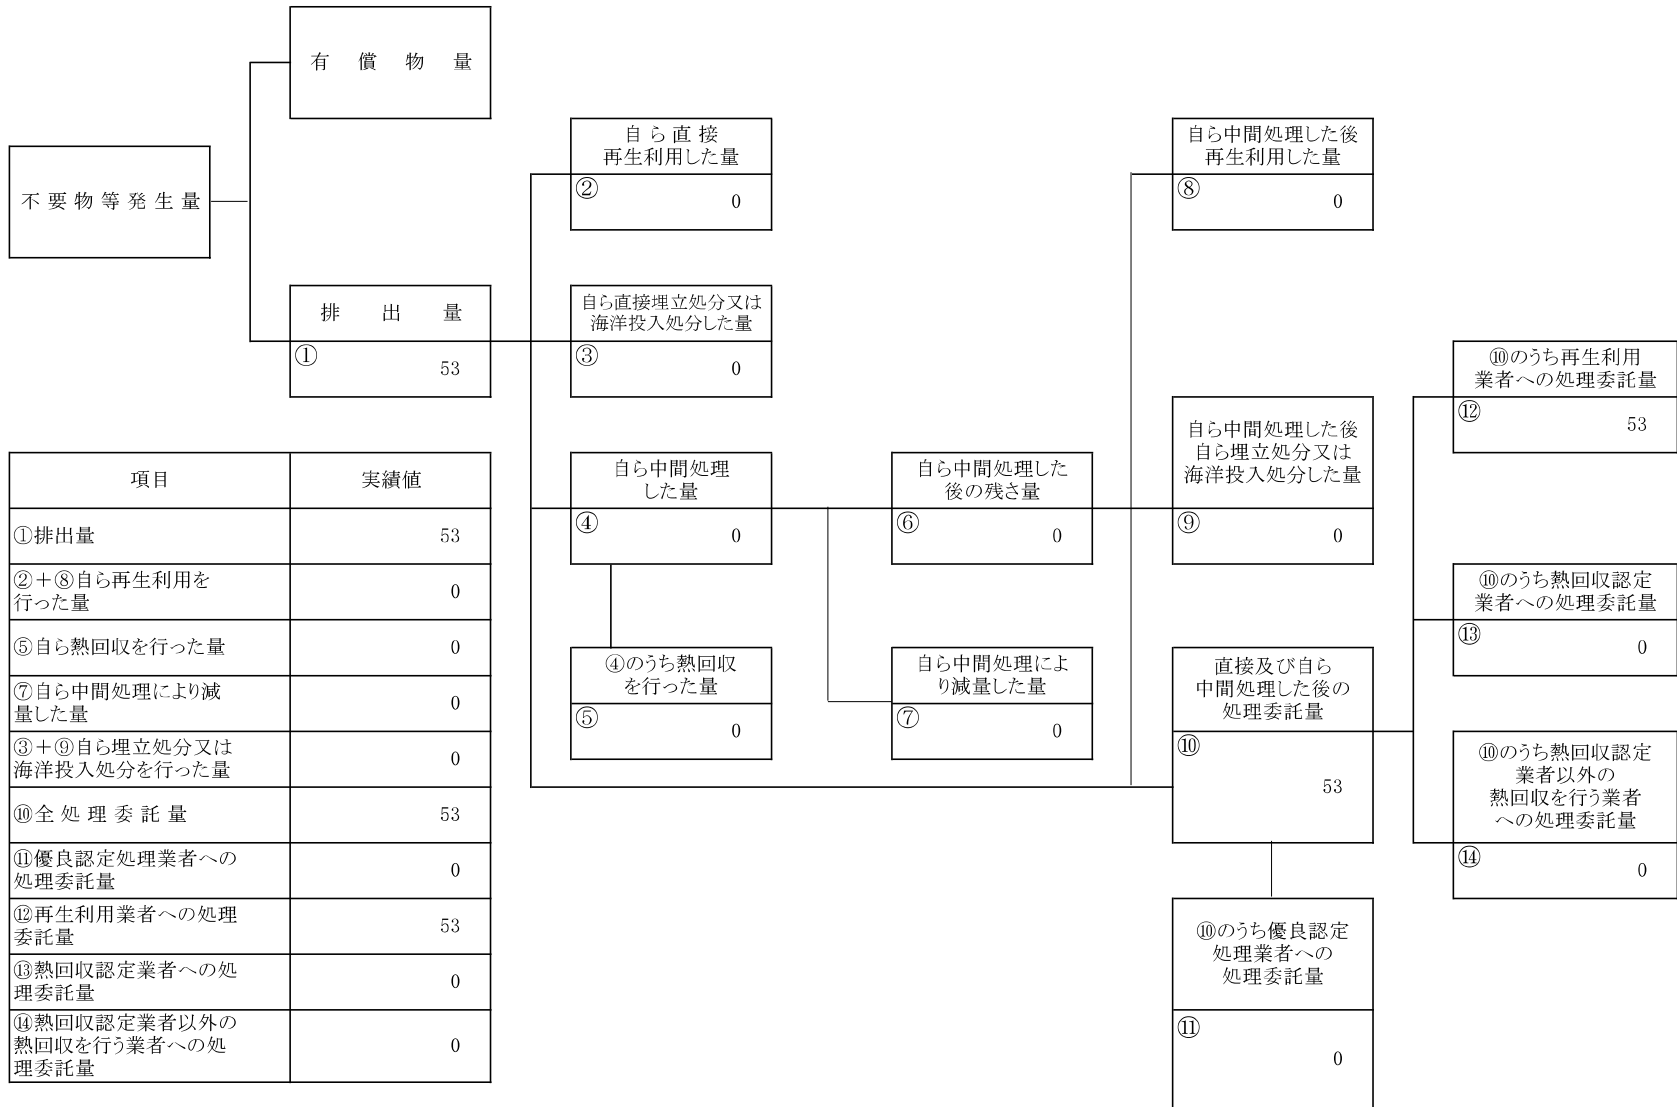 有償物量
不要物等発生量
排出量
①
53
自ら直接
再生利用した量
②
0
自ら直接埋立処分又は
海洋投入処分した量
③
0
自ら中間処理
した量
④
0
④のうち熱回収
を行った量
⑤
0
自ら中間処理した
後の残さ量
⑥
0
自ら中間処理によ
り減量した量
⑦
0
自ら中間処理した後
再生利用した量
⑧
0
自ら中間処理した後
自ら埋立処分又は
海洋投入処分した量
⑨
0
直接及び自ら
中間処理した後の
処理委託量
⑩
53
⑩のうち優良認定
処理業者への
処理委託量
⑪
0
⑩のうち再生利用
業者への処理委託量
⑫
53
⑩のうち熱回収認定
業者への処理委託量
⑬
0
⑩のうち熱回収認定
業者以外の
熱回収を行う業者
への処理委託量
⑭
0
項目 実績値
①排出量 53
②+⑧自ら再生利用を
行った量 0
⑤自ら熱回収を行った量 0
⑦自ら中間処理により減
量した量 0
③+⑨自ら埋立処分又は
海洋投入処分を行った量 0
⑩全処理委託量 53
⑪優良認定処理業者への
処理委託量 0
⑫再生利用業者への処理
委託量 53
⑬熱回収認定業者への処
理委託量 0
⑭熱回収認定業者以外の
熱回収を行う業者への処
理委託量 0